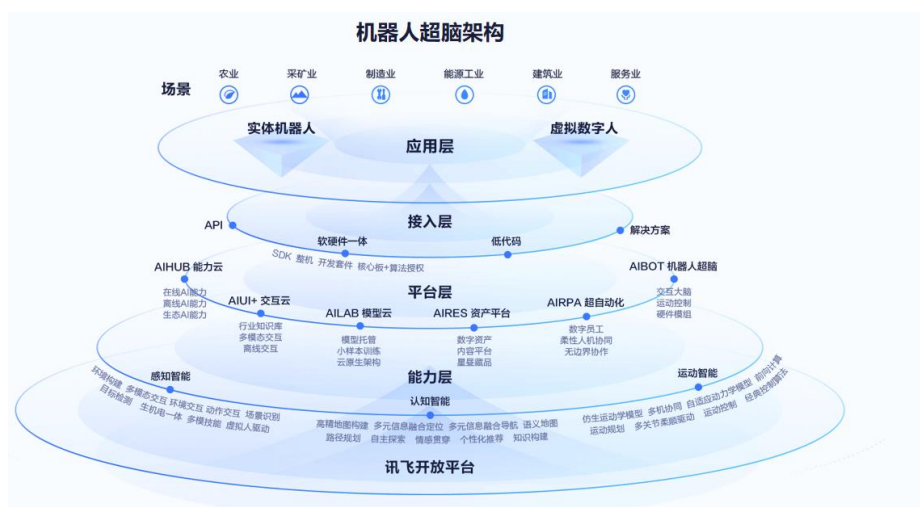 机器人超脑架构
场景
农业 采矿业 制造业 能源工业 建筑业 服务业
实体机器人 虚拟数字人
应用层
接入层
API 软硬件一体 低代码 解决方案
SDK 整机 开发套件 核心板+算法授权
平台层
AIHUB 能力云
在线AI能力
离线AI能力
生态AI能力
AIUI+ 交互云
行业知识库
多模态交互
离线交互
AILAB 模型云
模型托管
小样本训练
云原生架构
AIRES 资产平台
数字资产
内容平台
星昼藏品
AIRPA 超自动化
数字员工
柔性人机协同
无边界协作
AIBOT 机器人超脑
交互大脑
运动控制
硬件模组
能力层
感知智能
环境构建 多模态交互 环境交互 动作交互 场景识别
目标检测 生机电一体 多模技能 虚拟人驱动
认知智能
高精地图构建 多元信息融合定位 多元信息融合导航 语义地图
路径规划 自主探索 情感贯穿 个性化推荐 知识构建
运动智能
仿生运动学模型 多机协同 自适应动力学模型 前向计算
运动规划 多关节柔顺驱动 运动控制 经典控制算法
讯飞开放平台